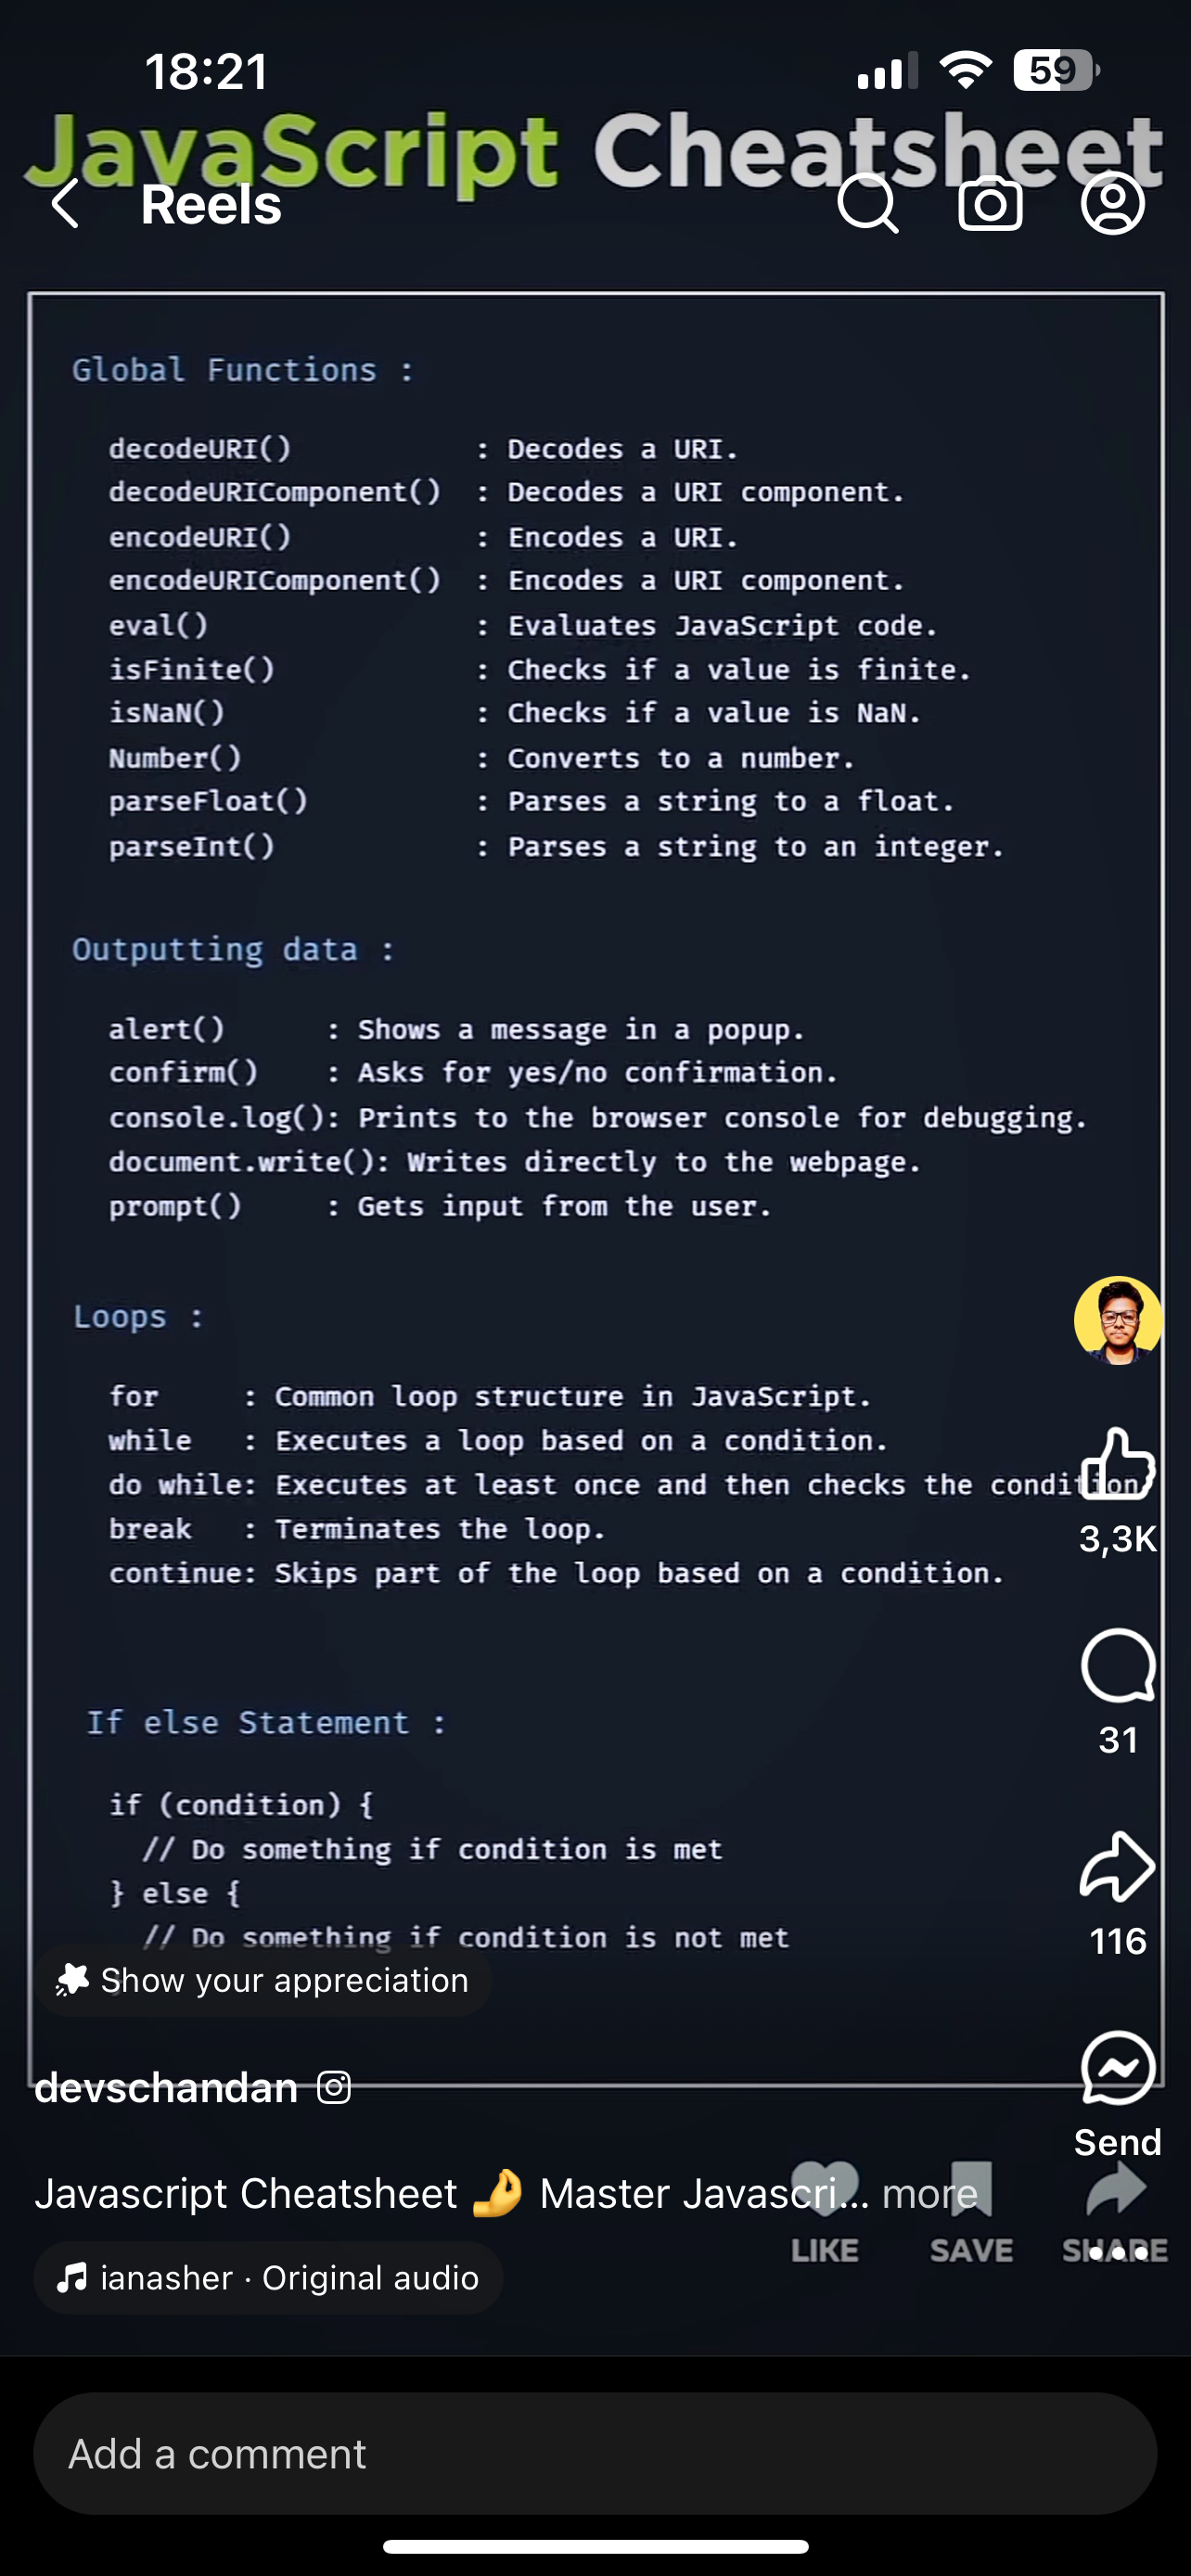 18:21
59
JavaScript Cheatsheet
Reels
Global Functions :
decodeURI() : Decodes a URI.
decodeURIComponent() : Decodes a URI component.
encodeURI() : Encodes a URI.
encodeURIComponent() : Encodes a URI component.
eval() : Evaluates JavaScript code.
isFinite() : Checks if a value is finite.
isNaN() : Checks if a value is NaN.
Number() : Converts to a number.
parseFloat() : Parses a string to a float.
parseInt() : Parses a string to an integer.
Outputting data :
alert() : Shows a message in a popup.
confirm() : Asks for yes/no confirmation.
console.log(): Prints to the browser console for debugging.
document.write(): Writes directly to the webpage.
prompt() : Gets input from the user.
Loops :
for : Common loop structure in JavaScript.
while : Executes a loop based on a condition.
do while: Executes at least once and then checks the condition.
break : Terminates the loop.
continue: Skips part of the loop based on a condition.
3,3K
31
116
Send
If else Statement :
if (condition) {
// Do something if condition is met
} else {
// Do something if condition is not met
Show your appreciation
devschandan
Javascript Cheatsheet 🤌 Master Javascri... more
LIKE SAVE SHARE
ianasher · Original audio
Add a comment